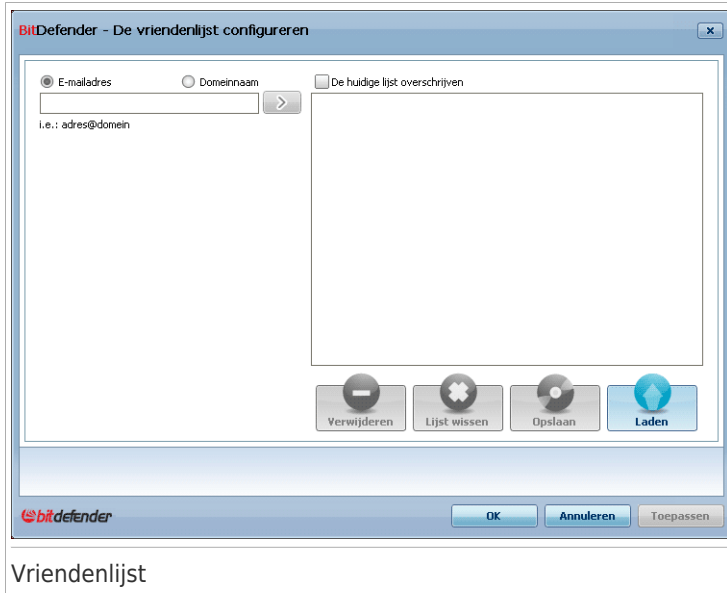 BitDefender - De vriendenlijst configureren
E-mailadres
Domeinnaam
De huidige lijst overschrijven
i.e.: adres@domein
Verwijderen
Lijst wissen
Opslaan
Laden
bitdefender
OK
Annuleren
Toepassen
Vriendenlijst